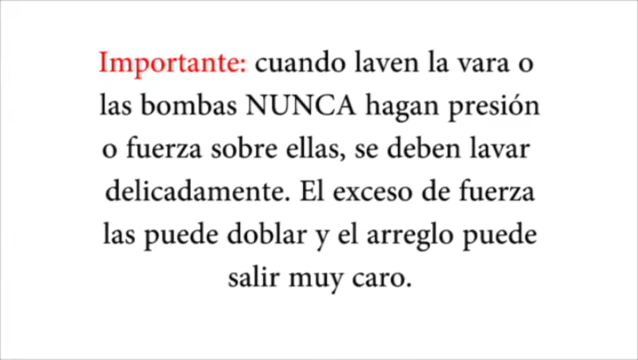 Importante: cuando laven la vara o
las bombas NUNCA hagan presión
o fuerza sobre ellas, se deben lavar
delicadamente. El exceso de fuerza
las puede doblar y el arreglo puede
salir muy caro.